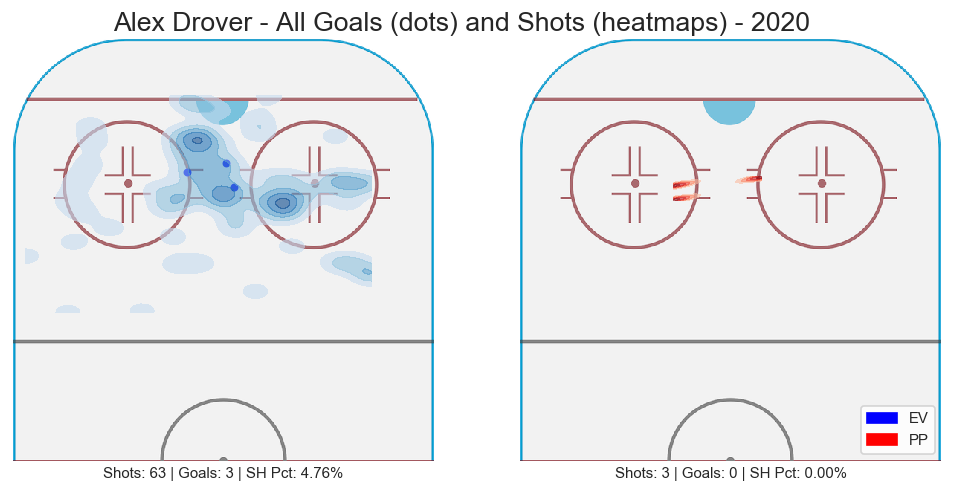 Alex Drover - All Goals (dots) and Shots (heatmaps) - 2020
EV
PP
Shots: 63 | Goals: 3 | SH Pct: 4.76%
Shots: 3 | Goals: 0 | SH Pct: 0.00%